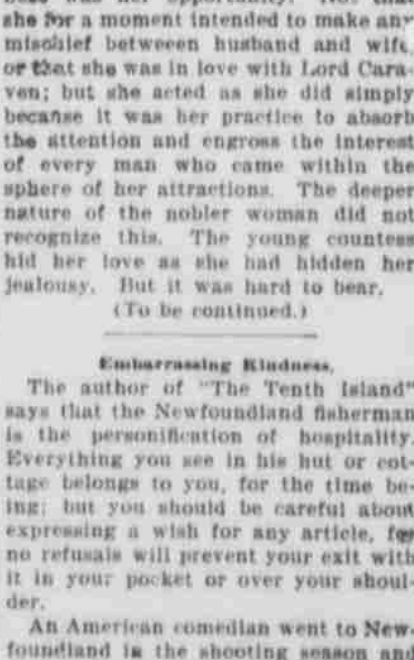 she for a moment intended to make any
mischief betweeen husband and wife,
or that she was in love with Lord Cara-
ven; but she acted as she did simply
because it was her practice to absorb
the attention and engross the interest
of every man who came within the
sphere of her attractions. The deeper
nature of the nobler woman did not
recognize this. The young countess
hid her love as she had hidden her
jealousy. But it was hard to bear.
(To be continued.)
Embarrassing Kindness.
The author of "The Tenth Island"
says that the Newfoundland fisherman
is the personification of hospitality.
Everything you see in his hut or cot-
tage belongs to you, for the time be-
ing; but you should be careful about
expressing a wish for any article, for
no refusals will prevent your exit with
it in your pocket or over your shoul-
der.
An American comedian went to New-
foundland in the shooting season and